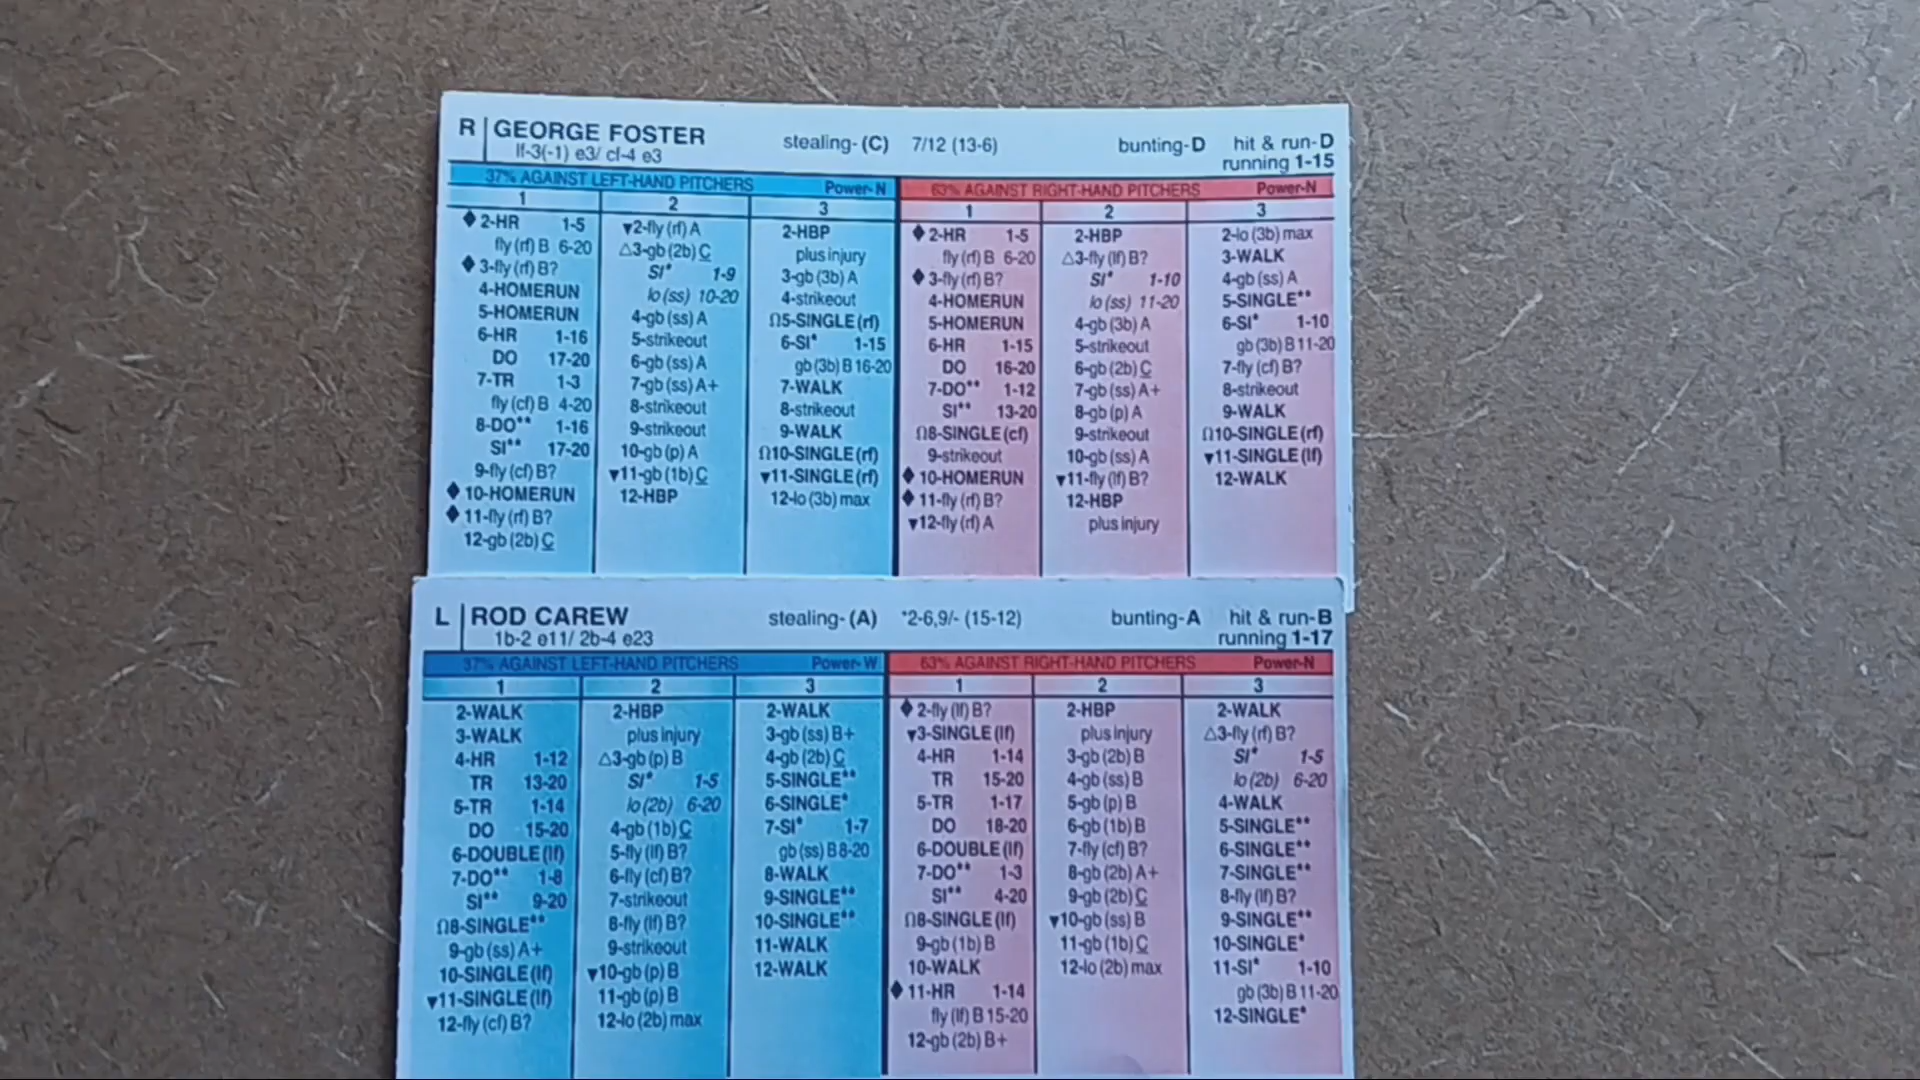 R GEORGE FOSTER stealing-(C) 7/12 (13-6) bunting-D hit & run-D
lf-3(-1) e3/ cf-4 e3 running 1-15
37% AGAINST LEFT-HAND PITCHERS Power-N
1
♦2-HR 1-5
fly (rf) B 6-20
♦3-fly (rf) B?
4-HOMERUN
5-HOMERUN
6-HR 1-16
DO 17-20
7-TR 1-3
fly (cf) B 4-20
8-DO** 1-16
SI** 17-20
9-fly (cf) B?
♦10-HOMERUN
♦11-fly (rf) B?
12-gb (2b) C
2
▼2-fly (rf) A
△3-gb (2b) C
SI* 1-9
lo (ss) 10-20
4-gb (ss) A
5-strikeout
6-gb (ss) A
7-gb (ss) A+
8-strikeout
9-strikeout
10-gb (p) A
▼11-gb (1b) C
12-HBP
3
2-HBP
plus injury
3-gb (3b) A
4-strikeout
Ω5-SINGLE (rf)
6-SI* 1-15
gb (3b) B 16-20
7-WALK
8-strikeout
9-WALK
Ω10-SINGLE (rf)
▼11-SINGLE (rf)
12-lo (3b) max
63% AGAINST RIGHT-HAND PITCHERS Power-N
1
♦2-HR 1-5
fly (rf) B 6-20
♦3-fly (rf) B?
4-HOMERUN
5-HOMERUN
6-HR 1-15
DO 16-20
7-DO** 1-12
SI** 13-20
Ω8-SINGLE (cf)
9-strikeout
♦10-HOMERUN
♦11-fly (rf) B?
▼12-fly (rf) A
2
2-HBP
△3-fly (lf) B?
SI* 1-10
lo (ss) 11-20
4-gb (3b) A
5-strikeout
6-gb (2b) C
7-gb (ss) A+
8-gb (p) A
9-strikeout
10-gb (ss) A
▼11-fly (lf) B?
12-HBP
plus injury
3
2-lo (3b) max
3-WALK
4-gb (ss) A
5-SINGLE**
6-SI* 1-10
gb (3b) B 11-20
7-fly (cf) B?
8-strikeout
9-WALK
Ω10-SINGLE (rf)
▼11-SINGLE (lf)
12-WALK
L ROD CAREW stealing-(A) *2-6,9/- (15-12) bunting-A hit & run-B
1b-2 e11/ 2b-4 e23 running 1-17
37% AGAINST LEFT-HAND PITCHERS Power-W
1
2-WALK
3-WALK
4-HR 1-12
TR 13-20
5-TR 1-14
DO 15-20
6-DOUBLE (lf)
7-DO** 1-8
SI** 9-20
Ω8-SINGLE**
9-gb (ss) A+
10-SINGLE (lf)
▼11-SINGLE (lf)
12-fly (cf) B?
2
2-HBP
plus injury
△3-gb (p) B
SI* 1-5
lo (2b) 6-20
4-gb (1b) C
5-fly (lf) B?
6-fly (cf) B?
7-strikeout
8-fly (lf) B?
9-strikeout
▼10-gb (p) B
11-gb (p) B
12-lo (2b) max
3
2-WALK
3-gb (ss) B+
4-gb (2b) C
5-SINGLE**
6-SINGLE*
7-SI* 1-7
gb (ss) B 8-20
8-WALK
9-SINGLE**
10-SINGLE**
11-WALK
12-WALK
63% AGAINST RIGHT-HAND PITCHERS Power-N
1
♦2-fly (lf) B?
▼3-SINGLE (lf)
4-HR 1-14
TR 15-20
5-TR 1-17
DO 18-20
6-DOUBLE (lf)
7-DO** 1-3
SI** 4-20
Ω8-SINGLE (lf)
9-gb (1b) B
10-WALK
♦11-HR 1-14
fly (lf) B 15-20
12-gb (2b) B+
2
2-HBP
plus injury
3-gb (2b) B
4-gb (ss) B
5-gb (p) B
6-gb (1b) B
7-fly (cf) B?
8-gb (2b) A+
9-gb (2b) C
▼10-gb (ss) B
11-gb (1b) C
12-lo (2b) max
3
2-WALK
△3-fly (rf) B?
SI* 1-5
lo (2b) 6-20
4-WALK
5-SINGLE**
6-SINGLE**
7-SINGLE**
8-fly (lf) B?
9-SINGLE**
10-SINGLE*
11-SI* 1-10
gb (3b) B 11-20
12-SINGLE*